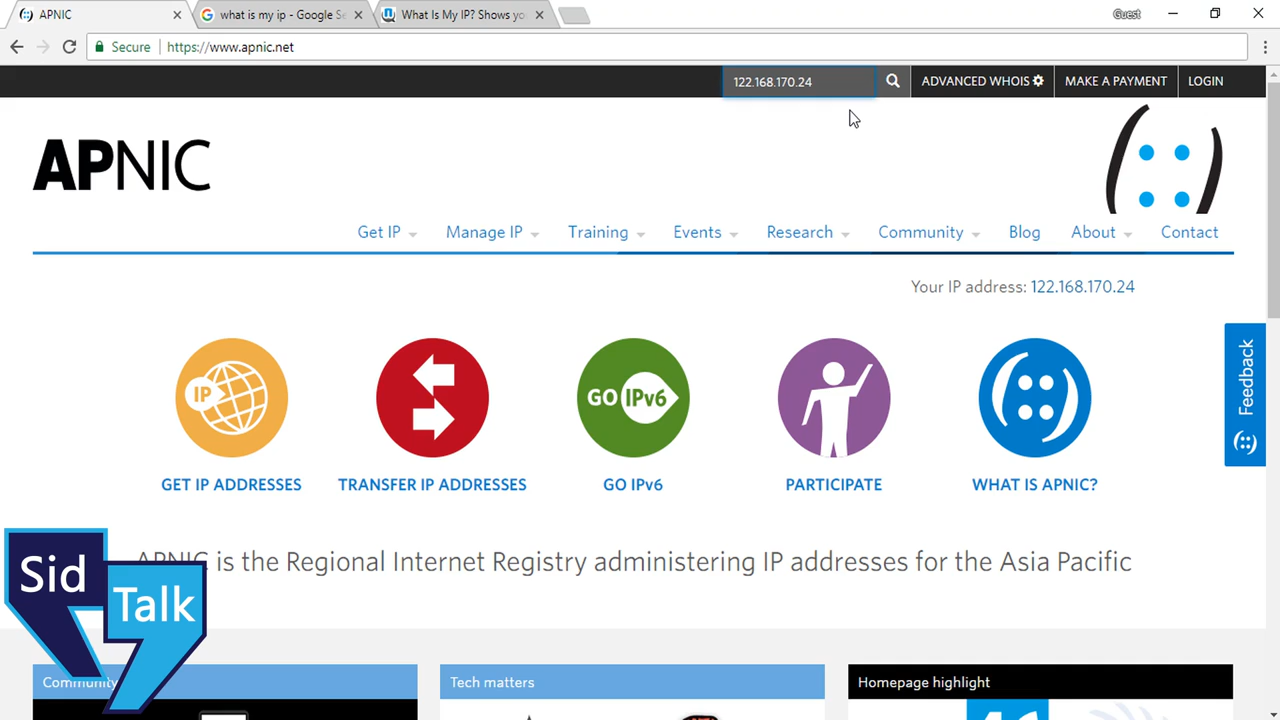 APNIC
what is my ip - Google Se
What Is My IP? Shows yo
Guest
Secure
https://www.apnic.net
122.168.170.24
ADVANCED WHOIS
MAKE A PAYMENT
LOGIN
APNIC
Get IP
Manage IP
Training
Events
Research
Community
Blog
About
Contact
Your IP address: 122.168.170.24
IP
GO IPv6
GET IP ADDRESSES
TRANSFER IP ADDRESSES
GO IPv6
PARTICIPATE
WHAT IS APNIC?
Feedback
APNIC is the Regional Internet Registry administering IP addresses for the Asia Pacific
Sid
Talk
Community
Tech matters
Homepage highlight